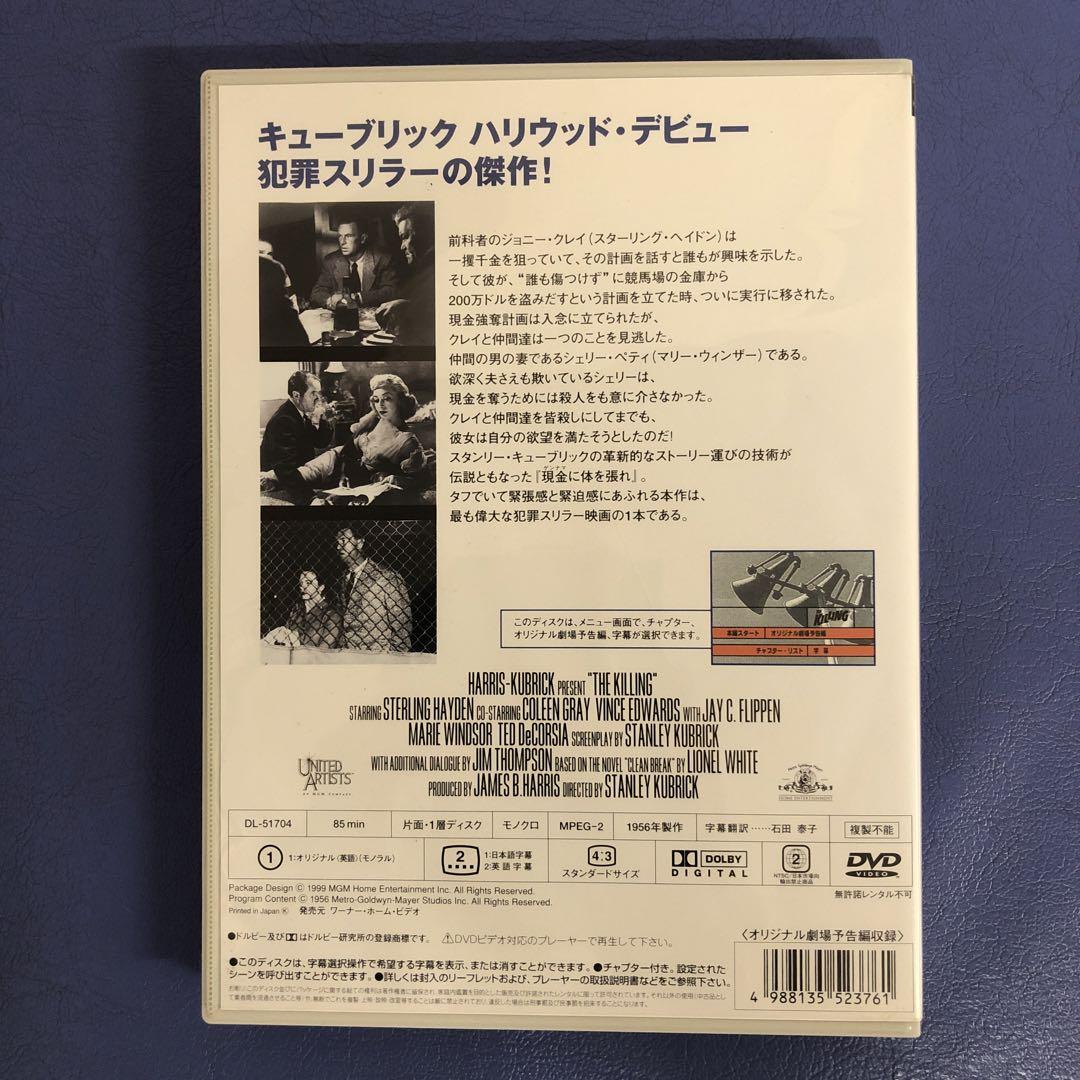 キューブリック ハリウッド・デビュー
犯罪スリラーの傑作！
前科者のジョニー・クレイ（スターリング・ヘイドン）は
一攫千金を狙っていて、その計画を話すと誰もが興味を示した。
そして彼が、“誰も傷つけず”に競馬場の金庫から
200万ドルを盗みだすという計画を立てた時、ついに実行に移された。
現金強奪計画は入念に立てられたが、
クレイと仲間達は一つのことを見逃した。
仲間の男の妻であるシェリー・ペティ（マリー・ウィンザー）である。
欲深く夫さえも欺いているシェリーは、
現金を奪うためには殺人をも意に介さなかった。
クレイと仲間達を皆殺しにしてまでも、
彼女は自分の欲望を満たそうとしたのだ!
スタンリー・キューブリックの革新的なストーリー運びの技術が
ゲンナマ
伝説ともなった『現金に体を張れ』。
タフでいて緊張感と緊迫感にあふれる本作は、
最も偉大な犯罪スリラー映画の1本である。
このディスクは、メニュー画面で、チャプター、
オリジナル劇場予告編、字幕が選択できます。
THE KILLING
本編スタート オリジナル劇場予告編
チャプター・リスト 字幕
HARRIS-KUBRICK PRESENT "THE KILLING"
STARRING STERLING HAYDEN CO-STARRING COLEEN GRAY VINCE EDWARDS WITH JAY C. FLIPPEN
MARIE WINDSOR TED DeCORSIA SCREENPLAY BY STANLEY KUBRICK
WITH ADDITIONAL DIALOGUE BY JIM THOMPSON BASED ON THE NOVEL "CLEAN BREAK" BY LIONEL WHITE
PRODUCED BY JAMES B. HARRIS DIRECTED BY STANLEY KUBRICK
UNITED
ARTISTS
AN MGM COMPANY
HOME ENTERTAINMENT
DL-51704 85 min 片面・1層ディスク モノクロ MPEG-2 1956年製作 字幕翻訳……石田 泰子 複製不能
1 1:オリジナル（英語）（モノラル） 2 1:日本語字幕
2:英語字幕
4:3
スタンダードサイズ
DOLBY
DIGITAL
2
NTSC/日本市場向
輸出禁止商品
DVD
VIDEO
無許諾レンタル不可
Package Design © 1999 MGM Home Entertainment Inc. All Rights Reserved.
Program Content © 1956 Metro-Goldwyn-Mayer Studios Inc. All Rights Reserved.
Printed in Japan Ⓚ 発売元 ワーナー・ホーム・ビデオ
●ドルビー及びはドルビー研究所の登録商標です。 ⚠DVDビデオ対応のプレーヤーで再生して下さい。
〈オリジナル劇場予告編収録〉
●このディスクは、字幕選択操作で希望する字幕を表示、または消すことができます。●チャプター付き。設定された
シーンを呼び出すことができます。●詳しくは封入のリーフレットおよび、プレーヤーの取扱説明書などをご参照下さい。
4 988135 523761